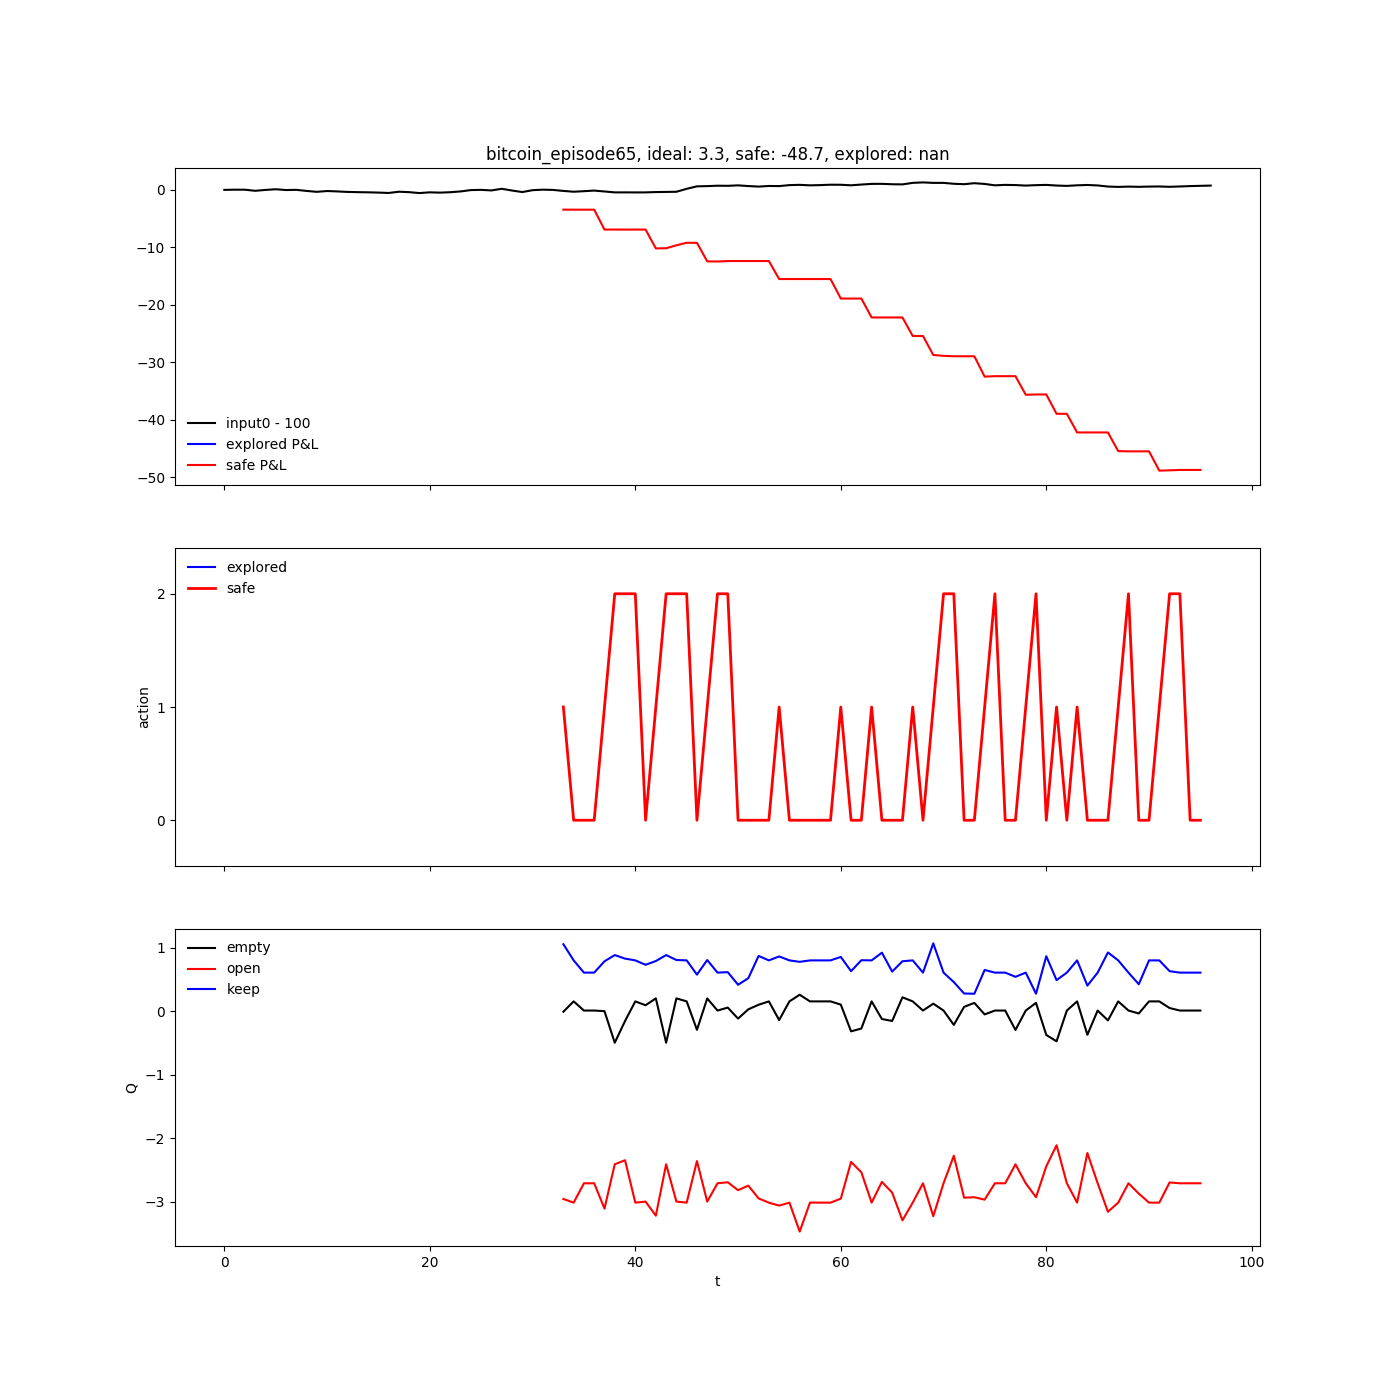 bitcoin_episode65, ideal: 3.3, safe: -48.7, explored: nan
0
−10
−20
−30
−40
−50
input0 - 100
explored P&L
safe P&L
explored
safe
2
1
0
action
empty
open
keep
1
0
−1
−2
−3
Q
0 20 40 60 80 100
t